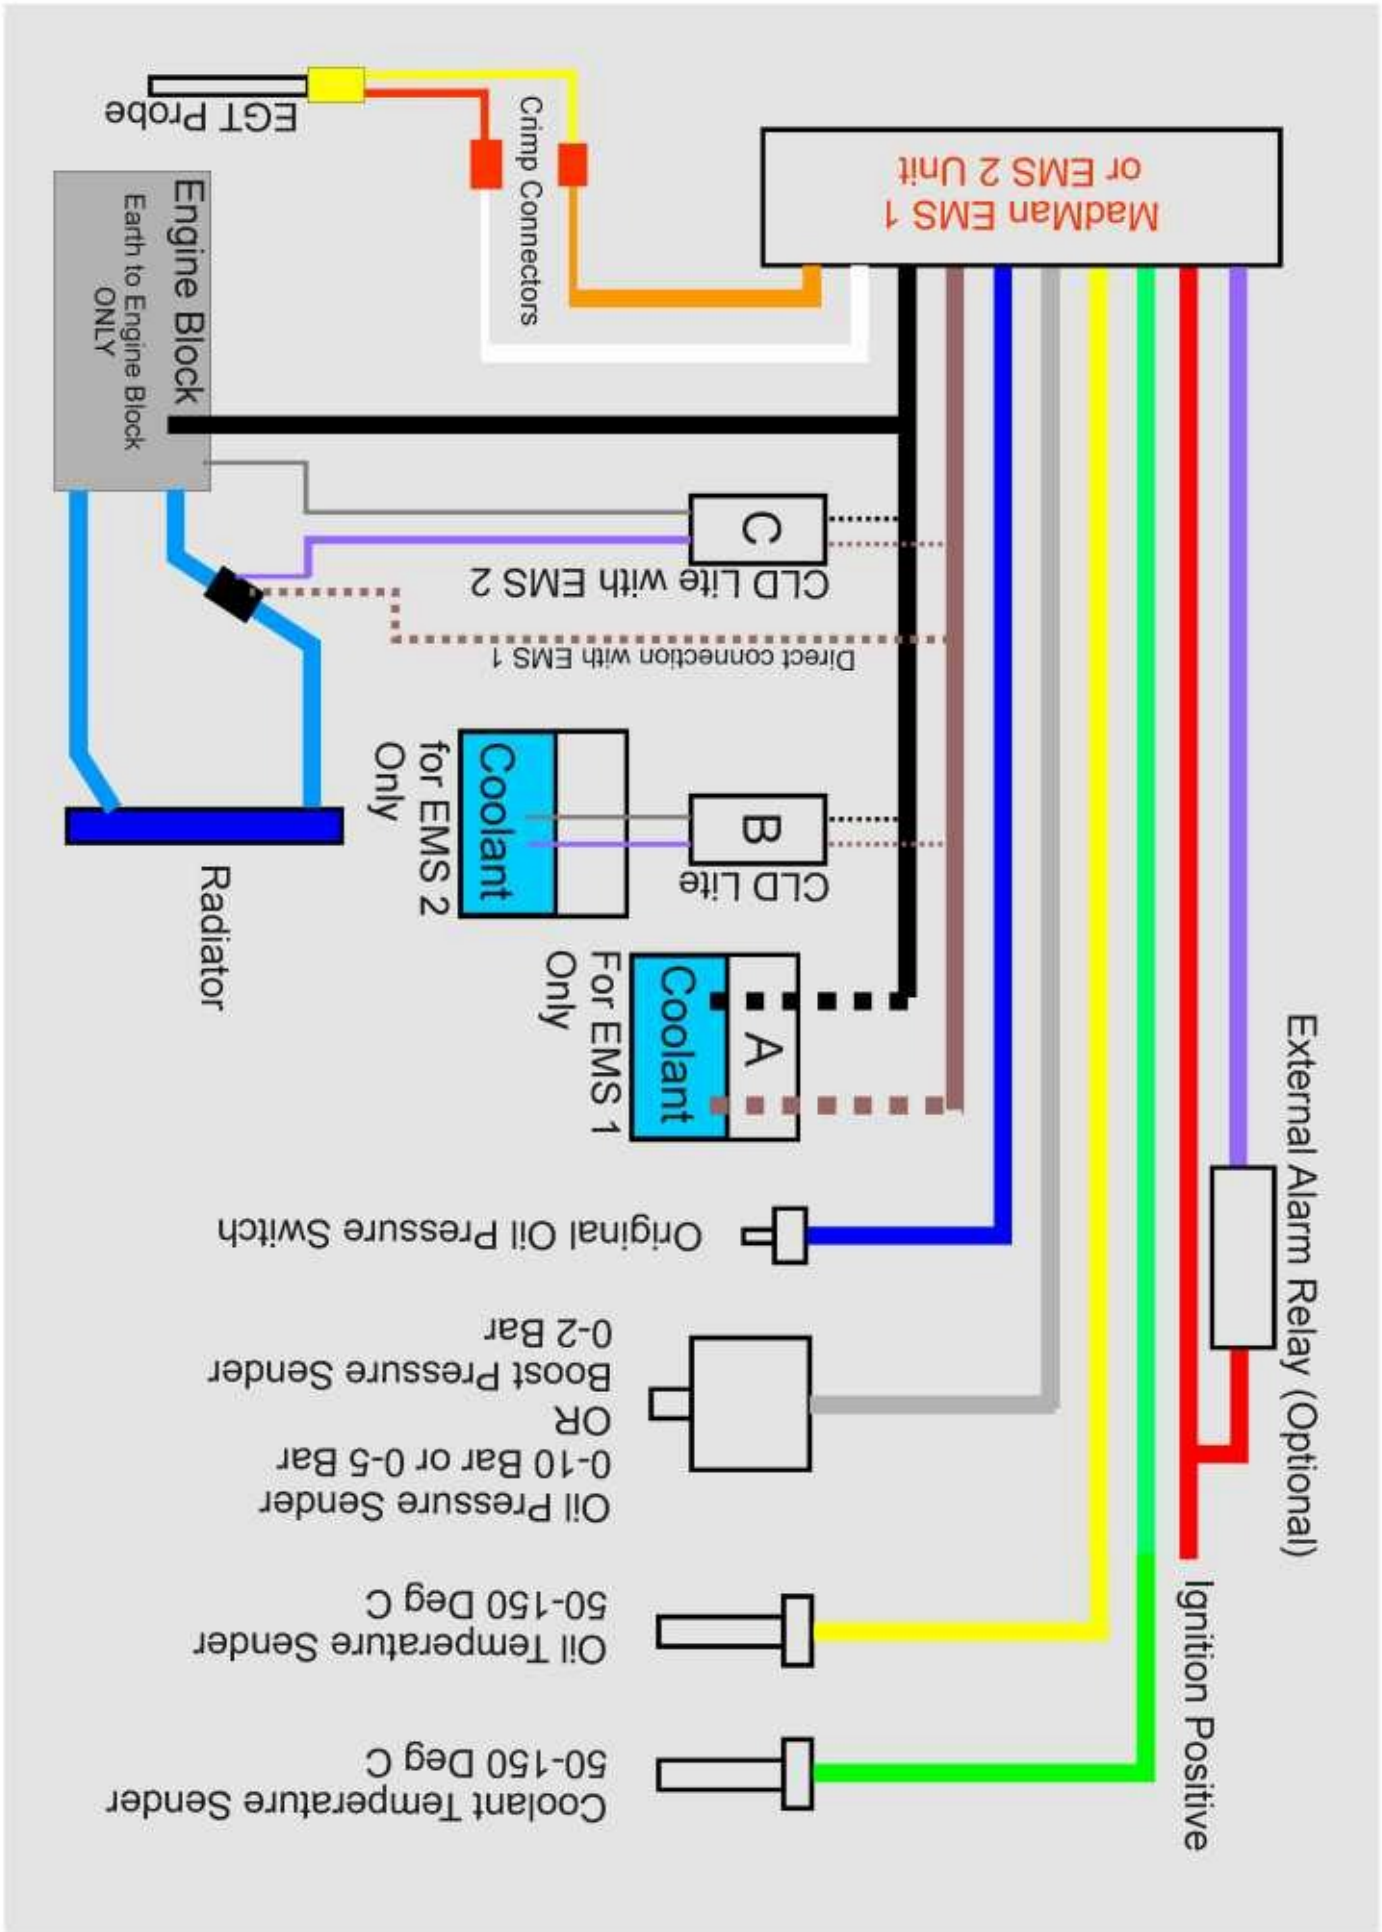 MadMan EMS 1
or EMS 2 Unit
EGT Probe
Crimp Connectors
Engine Block
Earth to Engine Block
ONLY
C
CLD Lite with EMS 2
Direct connection with EMS 1
Coolant
for EMS 2
Only
B
CLD Lite
Radiator
A
Coolant
For EMS 1
Only
External Alarm Relay (Optional)
Original Oil Pressure Switch
Oil Pressure Sender
0-10 Bar or 0-5 Bar
OR
Boost Pressure Sender
0-2 Bar
Oil Temperature Sender
50-150 Deg C
Coolant Temperature Sender
50-150 Deg C
Ignition Positive